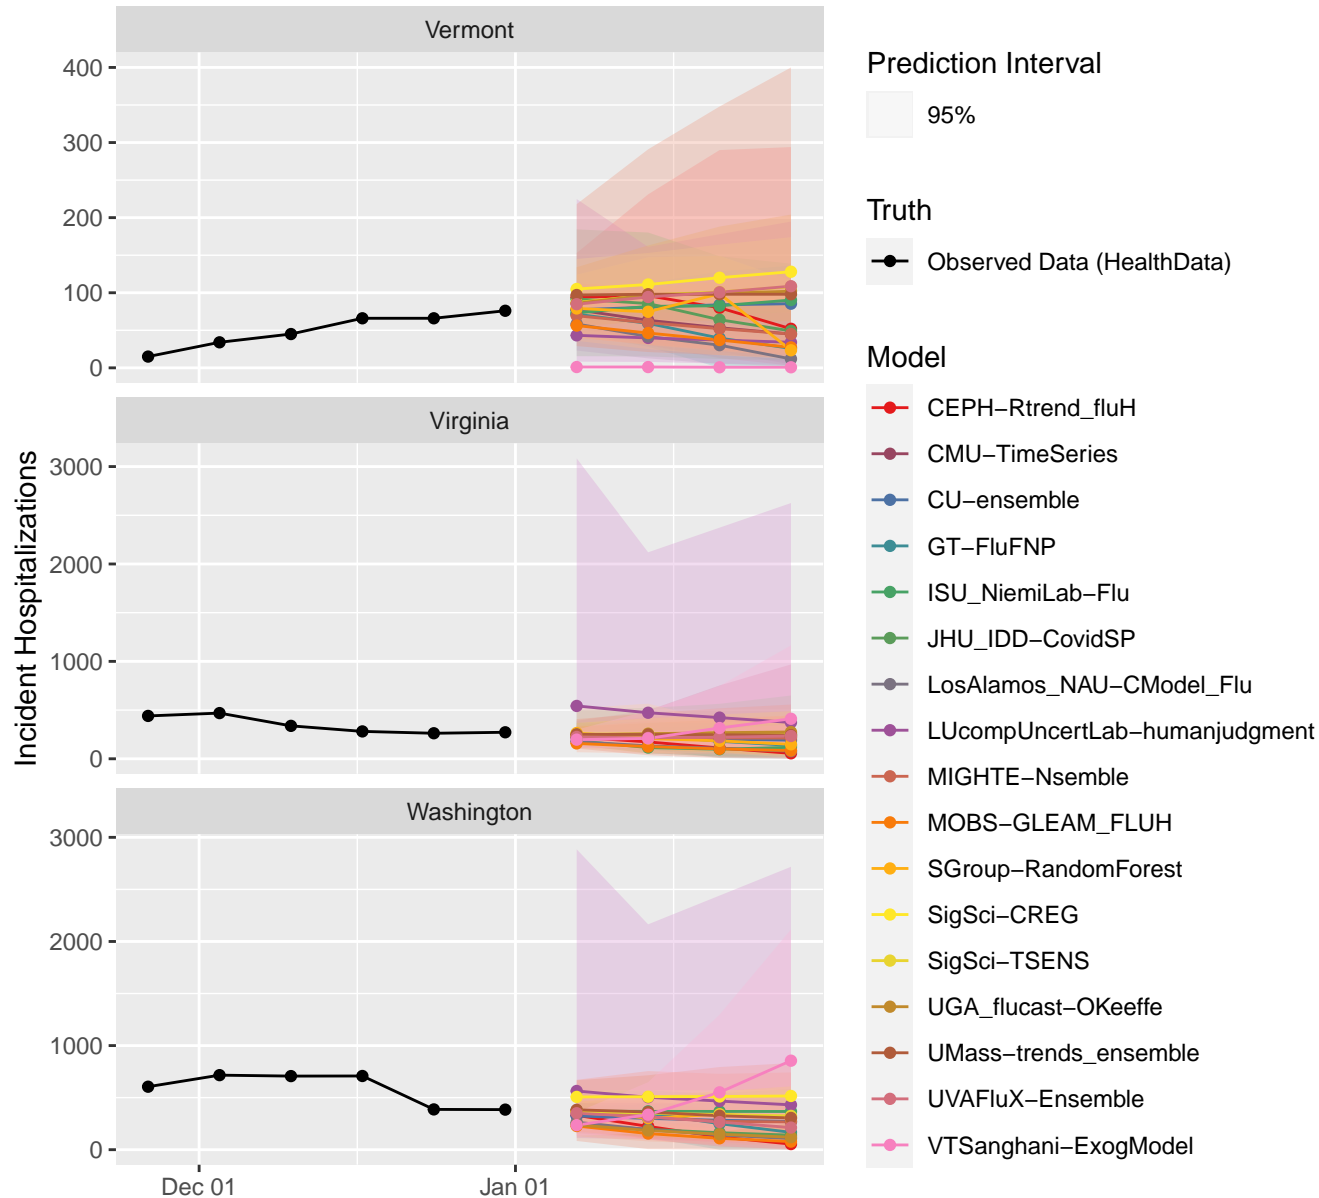 Vermont
400
300
200
100
0
Virginia
3000
2000
1000
0
Washington
3000
2000
1000
0
Dec 01
Jan 01
Incident Hospitalizations
Prediction Interval
95%
Truth
Observed Data (HealthData)
Model
CEPH−Rtrend_fluH
CMU−TimeSeries
CU−ensemble
GT−FluFNP
ISU_NiemiLab−Flu
JHU_IDD−CovidSP
LosAlamos_NAU−CModel_Flu
LUcompUncertLab−humanjudgment
MIGHTE−Nsemble
MOBS−GLEAM_FLUH
SGroup−RandomForest
SigSci−CREG
SigSci−TSENS
UGA_flucast−OKeeffe
UMass−trends_ensemble
UVAFluX−Ensemble
VTSanghani−ExogModel